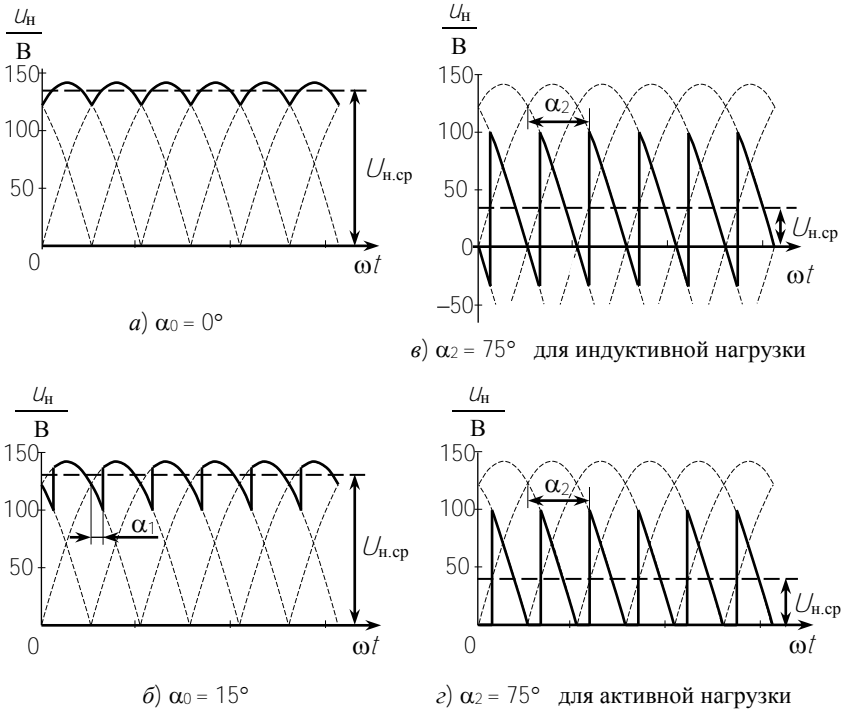 uн
В
150
100
50
0
Uн.ср
ωt
а) α0 = 0°
uн
В
150
100
50
0
–50
α2
Uн.ср
ωt
в) α2 = 75° для индуктивной нагрузки
uн
В
150
100
50
0
α1
Uн.ср
ωt
б) α0 = 15°
uн
В
150
100
50
0
α2
Uн.ср
ωt
г) α2 = 75° для активной нагрузки